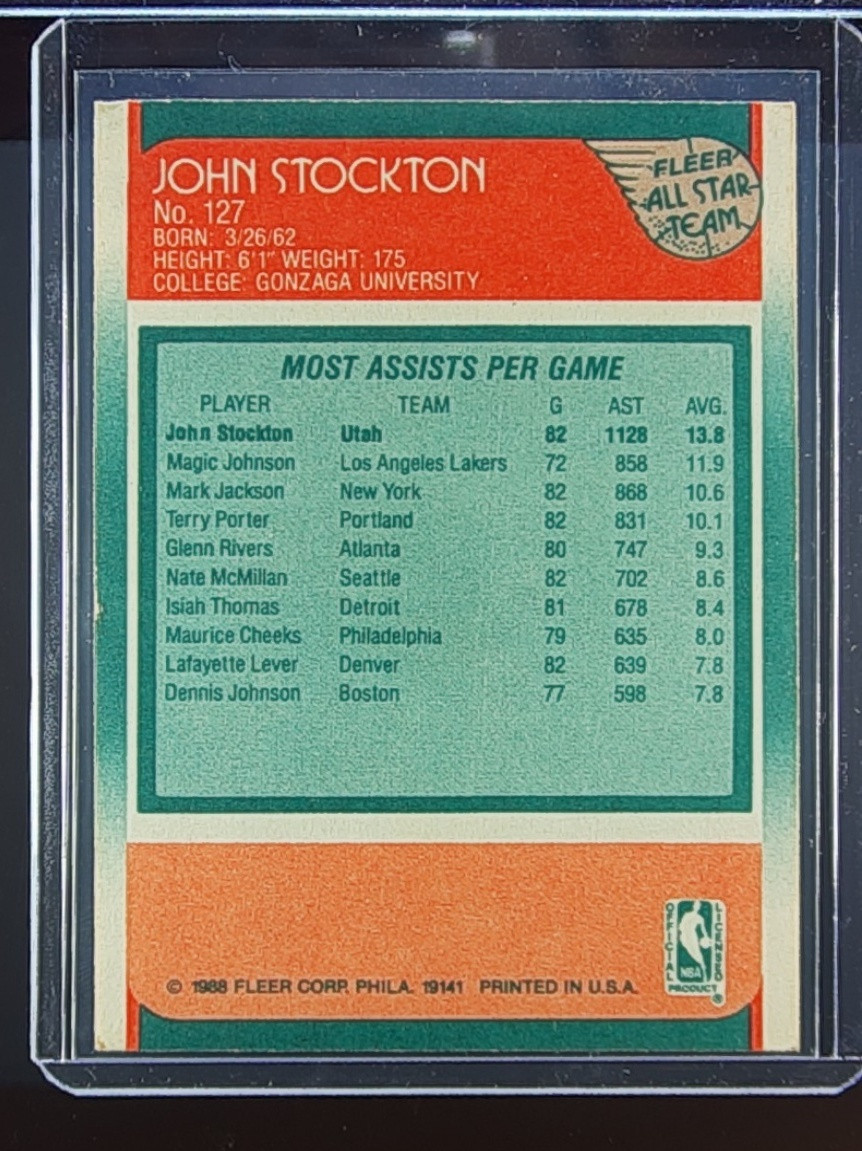 JOHN STOCKTON
No. 127
BORN: 3/26/62
HEIGHT: 6'1" WEIGHT: 175
COLLEGE: GONZAGA UNIVERSITY
FLEER
ALL STAR
TEAM
MOST ASSISTS PER GAME
PLAYER TEAM G AST AVG.
John Stockton Utah 82 1128 13.8
Magic Johnson Los Angeles Lakers 72 858 11.9
Mark Jackson New York 82 868 10.6
Terry Porter Portland 82 831 10.1
Glenn Rivers Atlanta 80 747 9.3
Nate McMillan Seattle 82 702 8.6
Isiah Thomas Detroit 81 678 8.4
Maurice Cheeks Philadelphia 79 635 8.0
Lafayette Lever Denver 82 639 7.8
Dennis Johnson Boston 77 598 7.8
OFFICIAL
LICENSED
NBA
PRODUCT
®
© 1988 FLEER CORP. PHILA. 19141 PRINTED IN U.S.A.